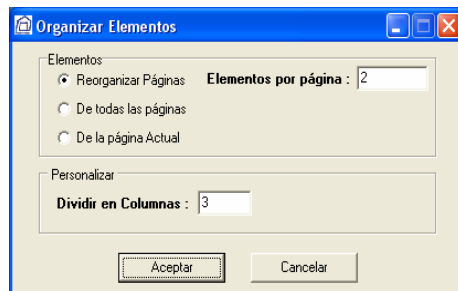 Organizar Elementos
Elementos
Reorganizar Páginas Elementos por página : 2
De todas las páginas
De la página Actual
Personalizar
Dividir en Columnas : 3
Aceptar Cancelar